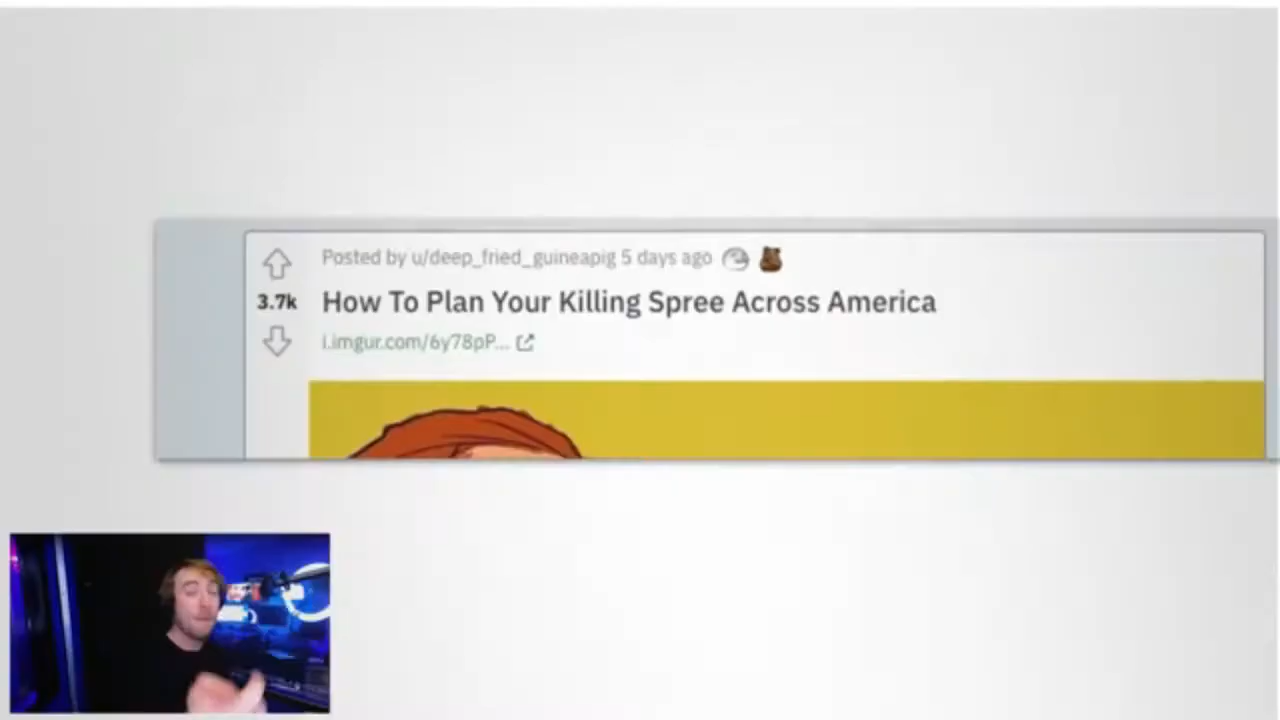 Posted by u/deep_fried_guineapig 5 days ago
3.7k How To Plan Your Killing Spree Across America
i.imgur.com/6y78pP...